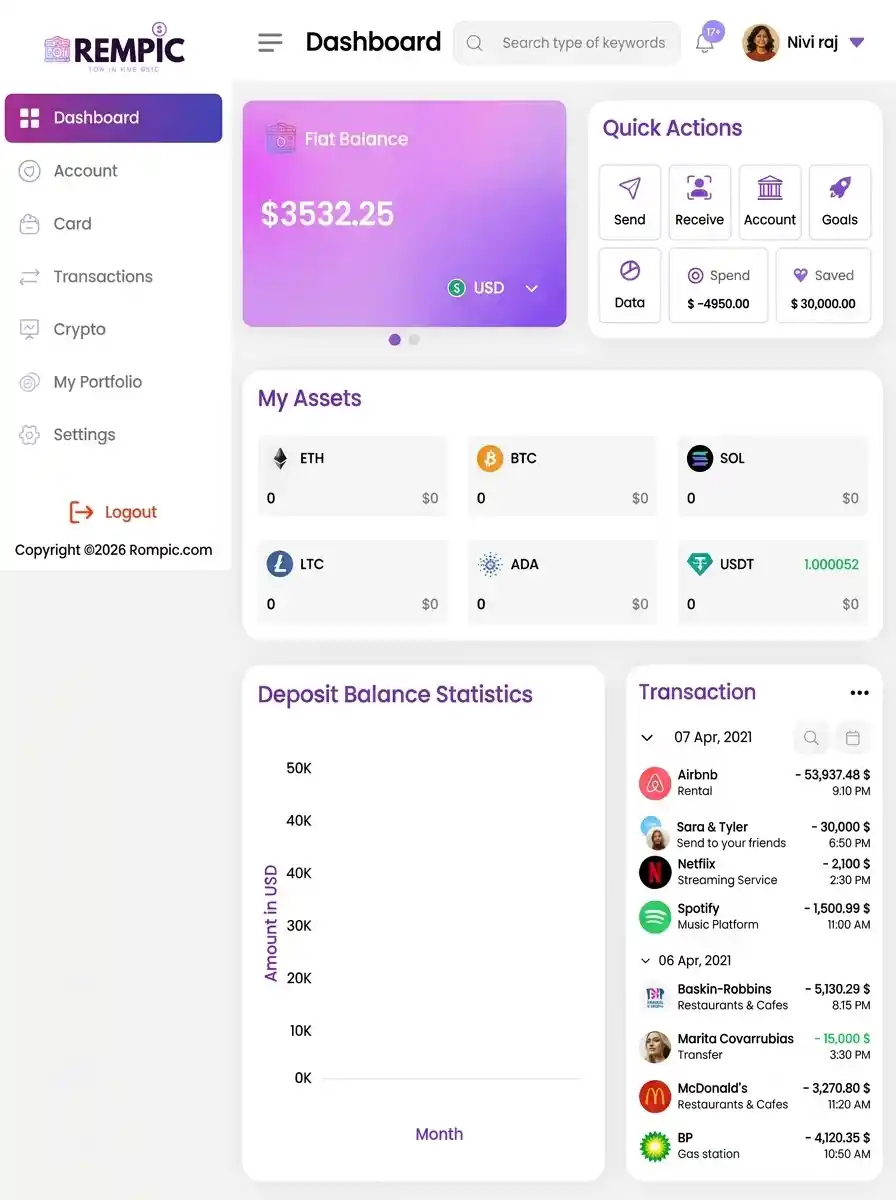 REMPIC
Dashboard
Search type of keywords
17+
Nivi raj
Dashboard
Account
Card
Transactions
Crypto
My Portfolio
Settings
Logout
Copyright ©2026 Rompic.com
Fiat Balance
$3532.25
USD
Quick Actions
Send
Receive
Account
Goals
Data
Spend
$ -4950.00
Saved
$ 30,000.00
My Assets
ETH
0 $0
BTC
0 $0
SOL
0 $0
LTC
0 $0
ADA
0 $0
USDT 1.000052
0 $0
Deposit Balance Statistics
50K
40K
40K
30K
20K
10K
0K
Amount in USD
Month
Transaction
07 Apr, 2021
Airbnb - 53,937.48 $
Rental 9.10 PM
Sara & Tyler - 30,000 $
Send to your friends 6:50 PM
Netflix - 2,100 $
Streaming Service 2:30 PM
Spotify - 1,500.99 $
Music Platform 11:00 AM
06 Apr, 2021
Baskin-Robbins - 5,130.29 $
Restaurants & Cafes 8.15 PM
Marita Covarrubias - 15,000 $
Transfer 3:30 PM
McDonald's - 3,270.80 $
Restaurants & Cafes 11:20 AM
BP - 4,120.35 $
Gas station 10:50 AM